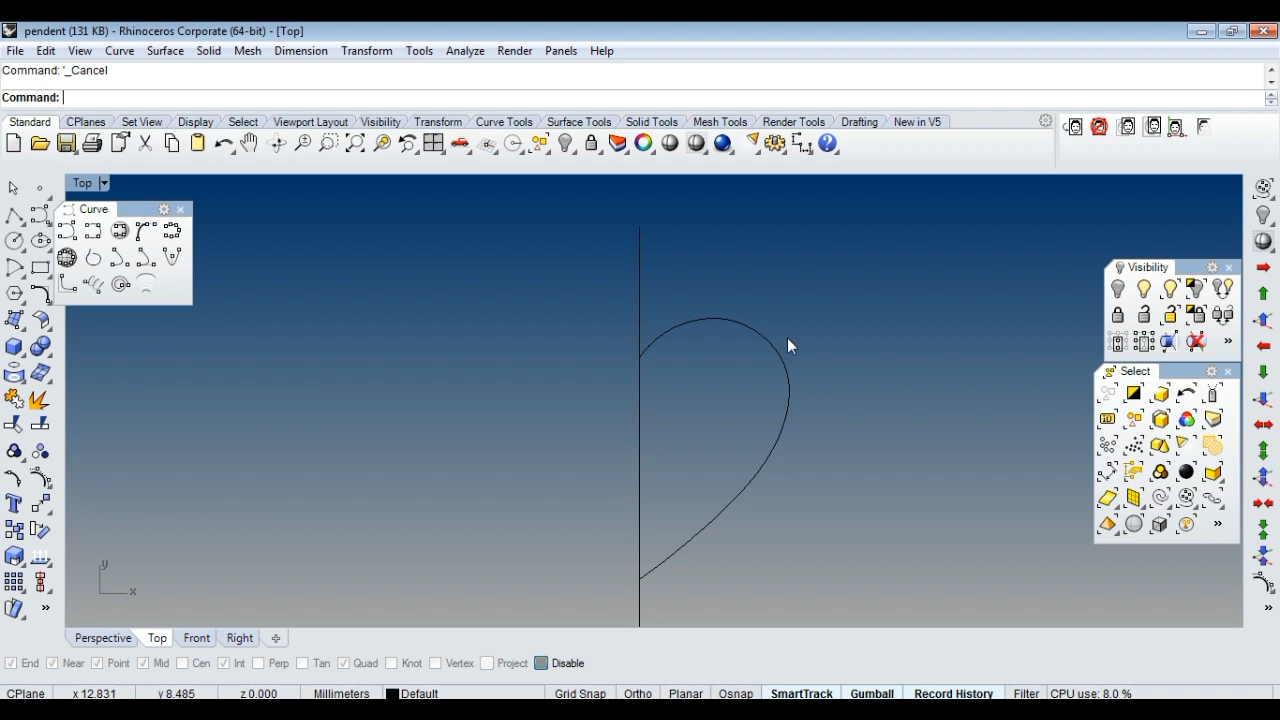 pendent (131 KB) - Rhinoceros Corporate (64-bit) - [Top]
File Edit View Curve Surface Solid Mesh Dimension Transform Tools Analyze Render Panels Help
Command: '_Cancel
Command:
Standard CPlanes Set View Display Select Viewport Layout Visibility Transform Curve Tools Surface Tools Solid Tools Mesh Tools Render Tools Drafting New in V5
Top
Curve
Visibility
Select
y
x
Perspective Top Front Right
End Near Point Mid Cen Int Perp Tan Quad Knot Vertex Project Disable
CPlane x 12.831 y 8.485 z 0.000 Millimeters Default Grid Snap Ortho Planar Osnap SmartTrack Gumball Record History Filter CPU use: 8.0 %